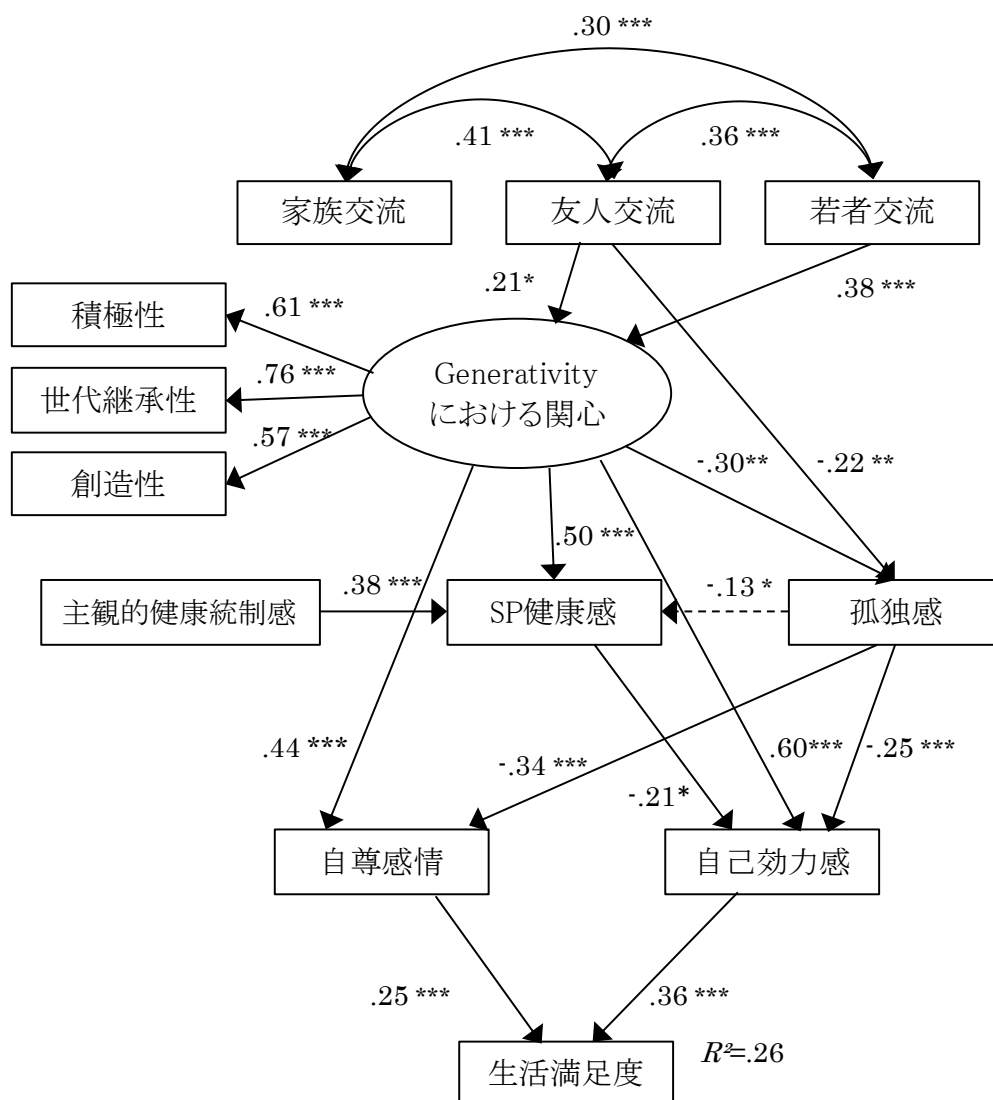 .30 ***
.41 ***
.36 ***
家族交流
友人交流
若者交流
.21*
.38 ***
積極性
.61 ***
世代継承性
.76 ***
創造性
.57 ***
Generativity
における関心
-.30**
-.22 **
.50 ***
主観的健康統制感
.38 ***
SP健康感
-.13 *
孤独感
.44 ***
-.34 ***
-.21*
.60***
-.25 ***
自尊感情
自己効力感
.25 ***
.36 ***
生活満足度
R²=.26